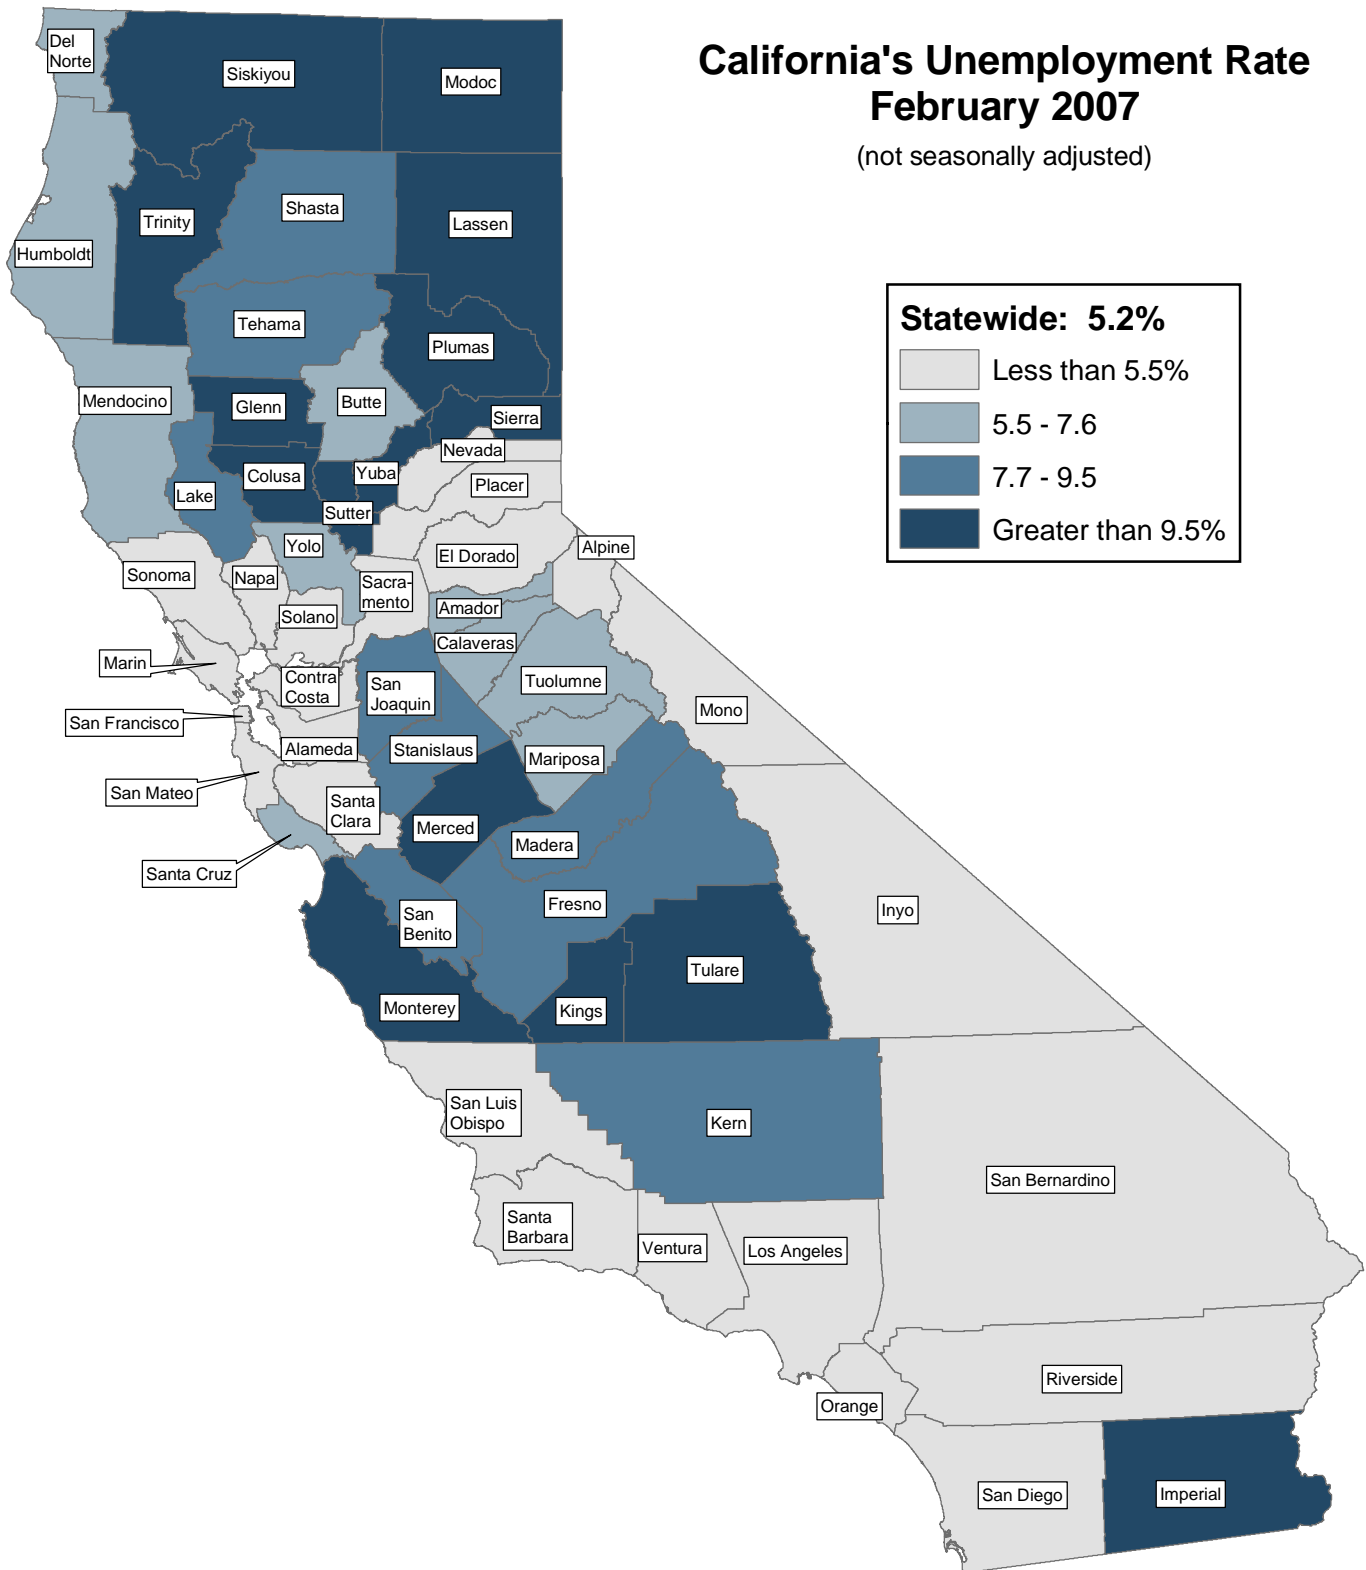 California's Unemployment Rate
February 2007
(not seasonally adjusted)
Statewide: 5.2%
Less than 5.5%
5.5 - 7.6
7.7 - 9.5
Greater than 9.5%
Del
Norte
Siskiyou
Modoc
Trinity
Shasta
Lassen
Humboldt
Tehama
Plumas
Mendocino
Glenn
Butte
Sierra
Nevada
Colusa
Yuba
Placer
Lake
Sutter
Yolo
El Dorado
Alpine
Sonoma
Napa
Sacra-
mento
Solano
Amador
Calaveras
Marin
Contra
Costa
San
Joaquin
Tuolumne
San Francisco
Mono
Alameda
Stanislaus
Mariposa
San Mateo
Santa
Clara
Merced
Madera
Santa Cruz
Fresno
Inyo
San
Benito
Tulare
Monterey
Kings
San Luis
Obispo
Kern
San Bernardino
Santa
Barbara
Ventura
Los Angeles
Riverside
Orange
San Diego
Imperial